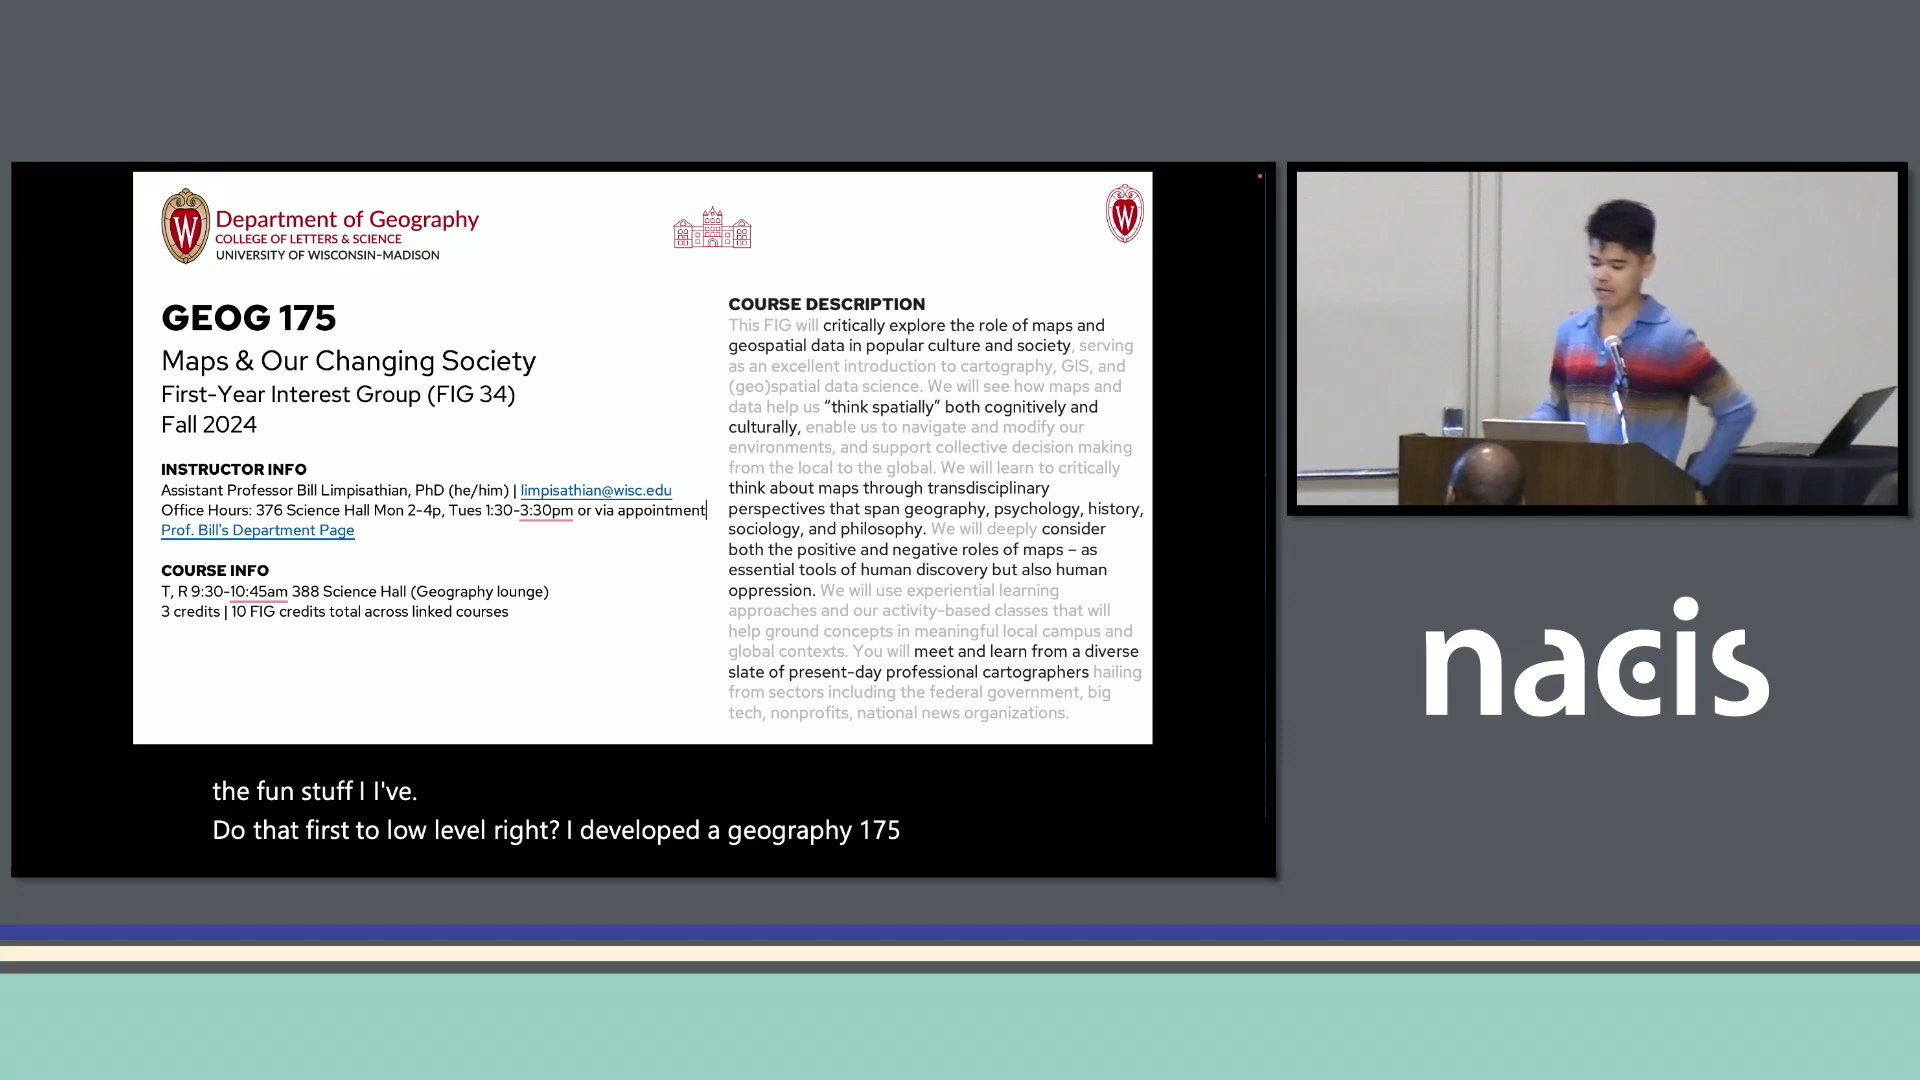 W
Department of Geography
COLLEGE OF LETTERS & SCIENCE
UNIVERSITY OF WISCONSIN–MADISON
W
GEOG 175
Maps & Our Changing Society
First-Year Interest Group (FIG 34)
Fall 2024
INSTRUCTOR INFO
Assistant Professor Bill Limpisathian, PhD (he/him) | limpisathian@wisc.edu
Office Hours: 376 Science Hall Mon 2-4p, Tues 1:30-3:30pm or via appointment
Prof. Bill's Department Page
COURSE INFO
T, R 9:30-10:45am 388 Science Hall (Geography lounge)
3 credits | 10 FIG credits total across linked courses
COURSE DESCRIPTION
This FIG will critically explore the role of maps and
geospatial data in popular culture and society, serving
as an excellent introduction to cartography, GIS, and
(geo)spatial data science. We will see how maps and
data help us "think spatially" both cognitively and
culturally, enable us to navigate and modify our
environments, and support collective decision making
from the local to the global. We will learn to critically
think about maps through transdisciplinary
perspectives that span geography, psychology, history,
sociology, and philosophy. We will deeply consider
both the positive and negative roles of maps – as
essential tools of human discovery but also human
oppression. We will use experiential learning
approaches and our activity-based classes that will
help ground concepts in meaningful local campus and
global contexts. You will meet and learn from a diverse
slate of present-day professional cartographers hailing
from sectors including the federal government, big
tech, nonprofits, national news organizations.
the fun stuff I I've.
Do that first to low level right? I developed a geography 175
nacis